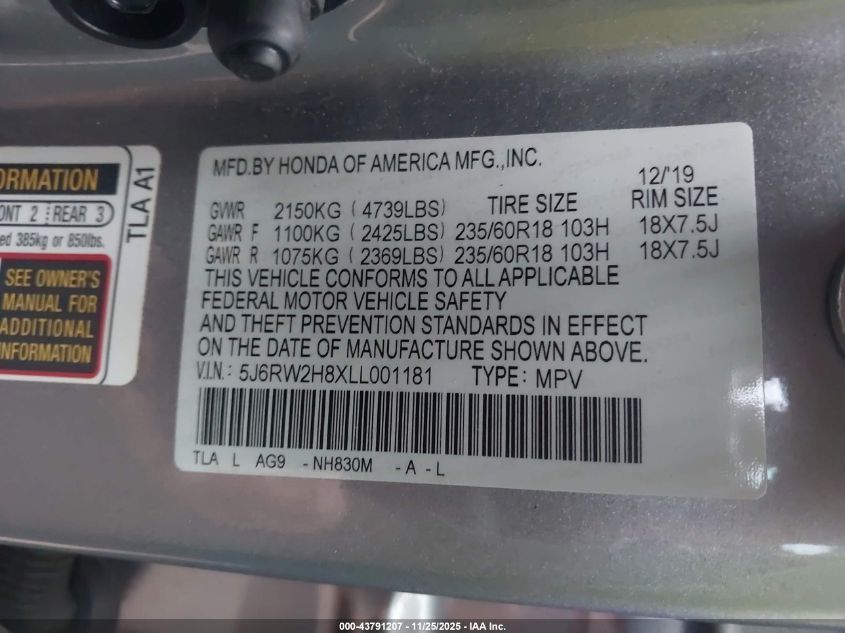 ORMATION
ONT 2 REAR 3
ed 385kg or 850lbs.
SEE OWNER'S
MANUAL FOR
ADDITIONAL
INFORMATION
TLA A1
MFD.BY HONDA OF AMERICA MFG.,INC.
12/'19
GVWR 2150KG (4739LBS) TIRE SIZE RIM SIZE
GAWR F 1100KG (2425LBS) 235/60R18 103H 18X7.5J
GAWR R 1075KG (2369LBS) 235/60R18 103H 18X7.5J
THIS VEHICLE CONFORMS TO ALL APPLICABLE
FEDERAL MOTOR VEHICLE SAFETY
AND THEFT PREVENTION STANDARDS IN EFFECT
ON THE DATE OF MANUFACTURE SHOWN ABOVE.
V.I.N.: 5J6RW2H8XLL001181 TYPE: MPV
TLA L AG9 -NH830M -A -L
000-43791207 - 11/25/2025 - IAA Inc.